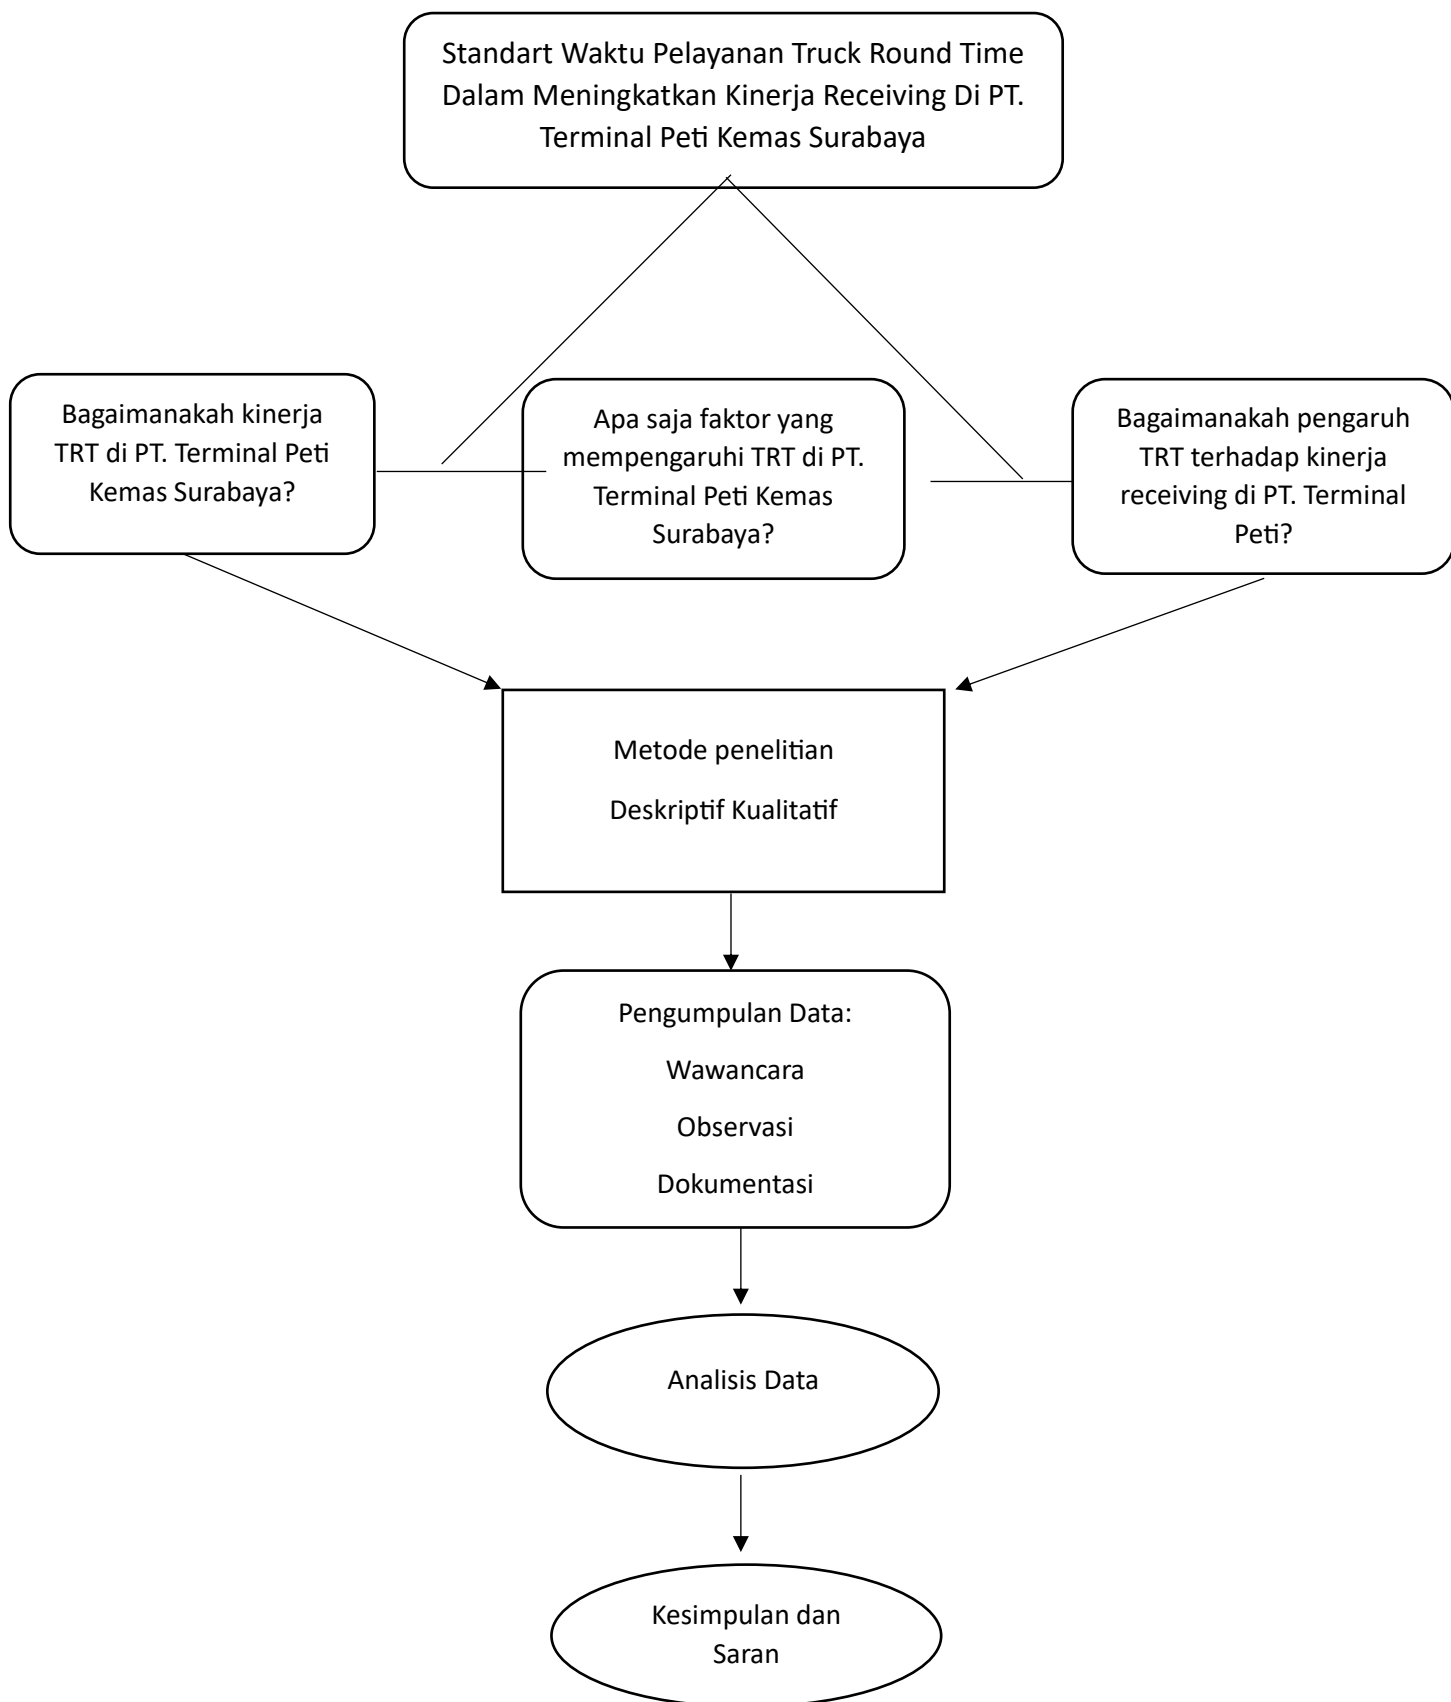 Standart Waktu Pelayanan Truck Round Time
Dalam Meningkatkan Kinerja Receiving Di PT.
Terminal Peti Kemas Surabaya
Bagaimanakah kinerja
TRT di PT. Terminal Peti
Kemas Surabaya?
Apa saja faktor yang
mempengaruhi TRT di PT.
Terminal Peti Kemas
Surabaya?
Bagaimanakah pengaruh
TRT terhadap kinerja
receiving di PT. Terminal
Peti?
Metode penelitian
Deskriptif Kualitatif
Pengumpulan Data:
Wawancara
Observasi
Dokumentasi
Analisis Data
Kesimpulan dan
Saran